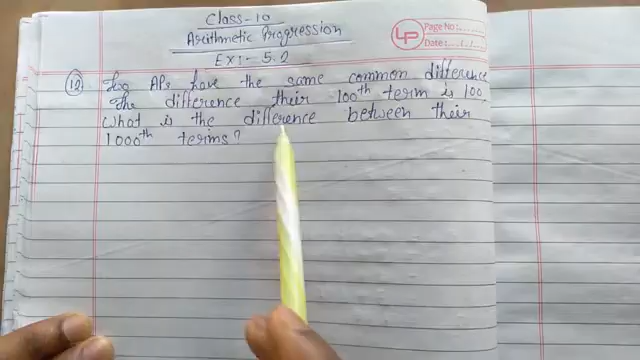 Class-10
Arithmetic Progression
Ex:- 5.2
LP
Page No.:
Date: / /
12 Two APs have the same common difference
The difference their 100th term is 100
what is the difference between their
1000th terms?